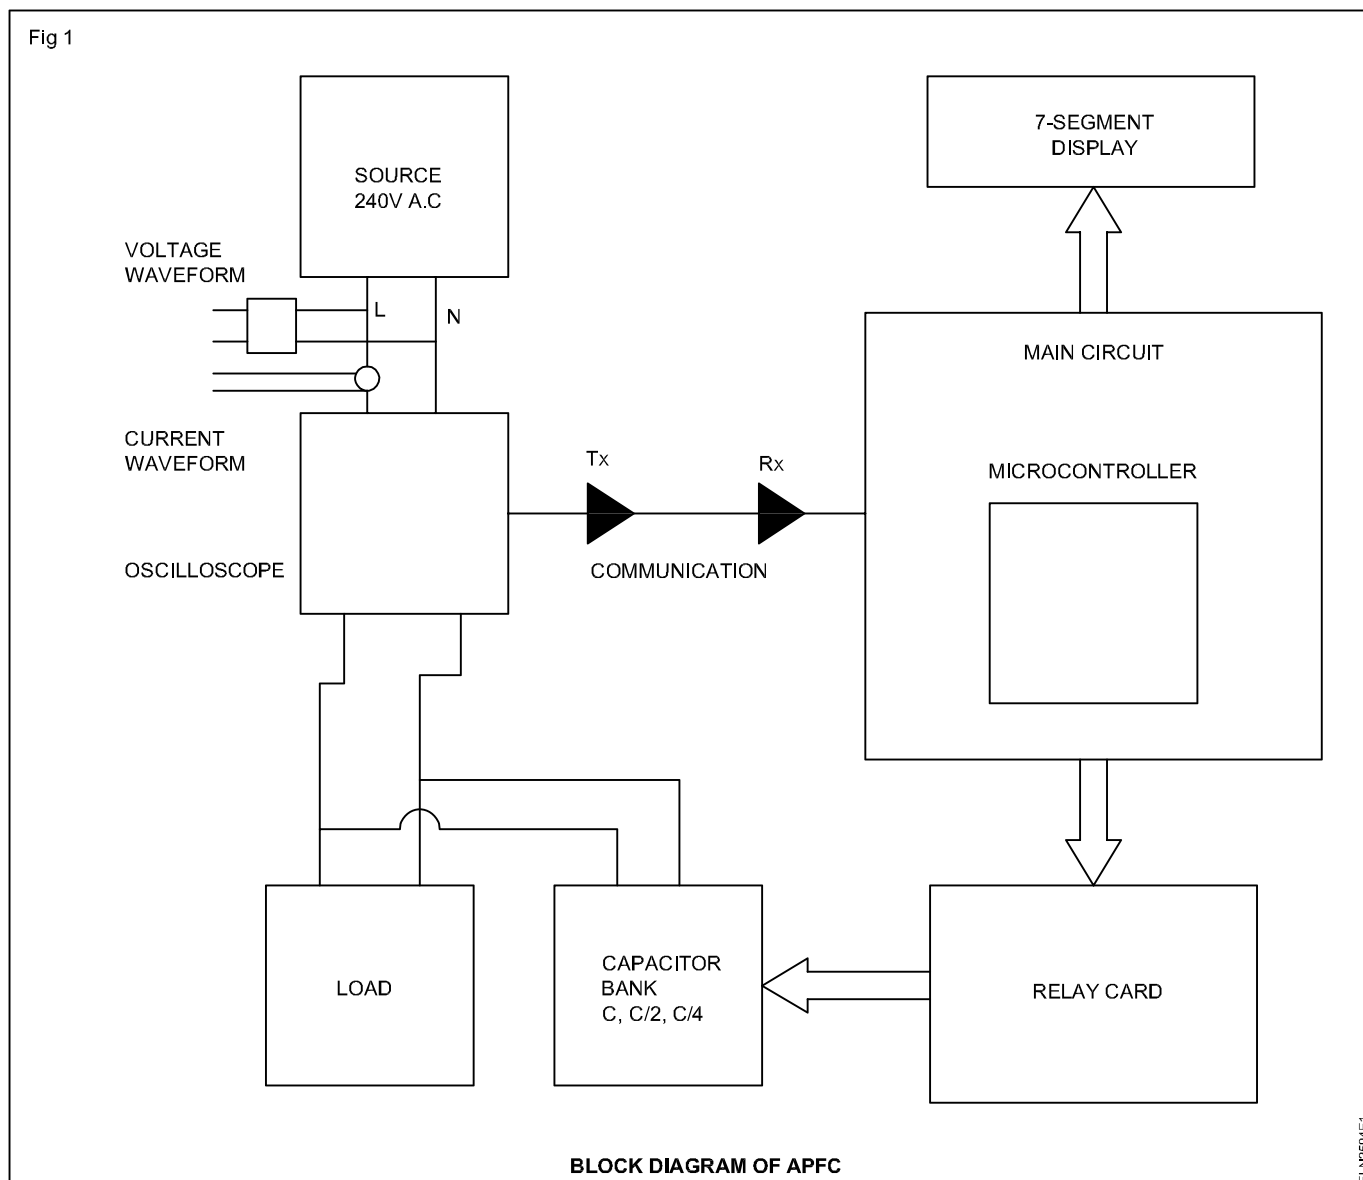 Fig 1
SOURCE
240V A.C
7-SEGMENT
DISPLAY
VOLTAGE
WAVEFORM
L
N
MAIN CIRCUIT
CURRENT
WAVEFORM
Tx
Rx
MICROCONTROLLER
OSCILLOSCOPE
COMMUNICATION
LOAD
CAPACITOR
BANK
C, C/2, C/4
RELAY CARD
BLOCK DIAGRAM OF APFC